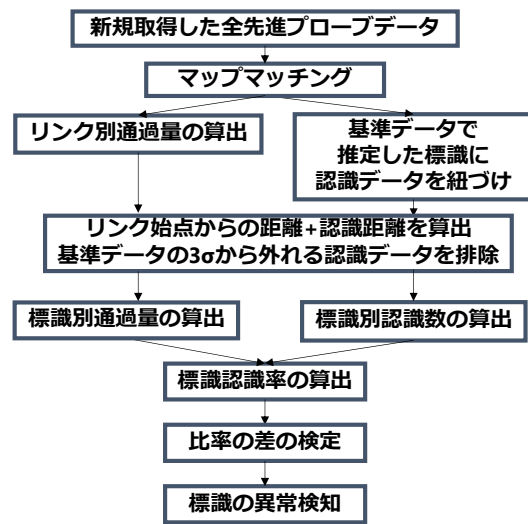 新規取得した全先進プローブデータ
マップマッチング
リンク別通過量の算出
基準データで
推定した標識に
認識データを紐づけ
リンク始点からの距離+認識距離を算出
基準データの3σから外れる認識データを排除
標識別通過量の算出
標識別認識数の算出
標識認識率の算出
比率の差の検定
標識の異常検知